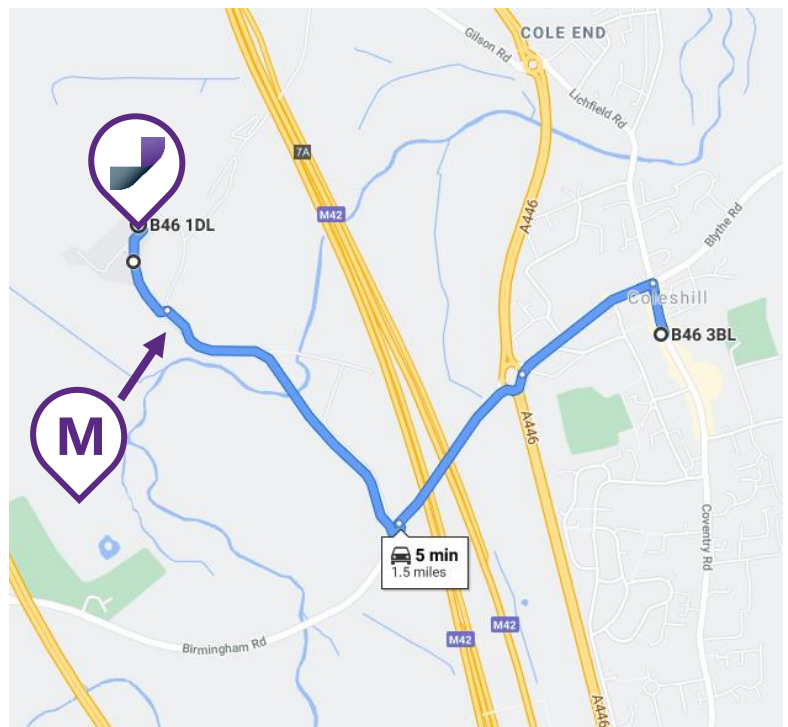 COLE END
Gilson Rd
Lichfield Rd
7A
M42
A446
Blythe Rd
B46 1DL
Coleshill
B46 3BL
A446
M
Coventry Rd
5 min
1.5 miles
Birmingham Rd
M42
M42
A446